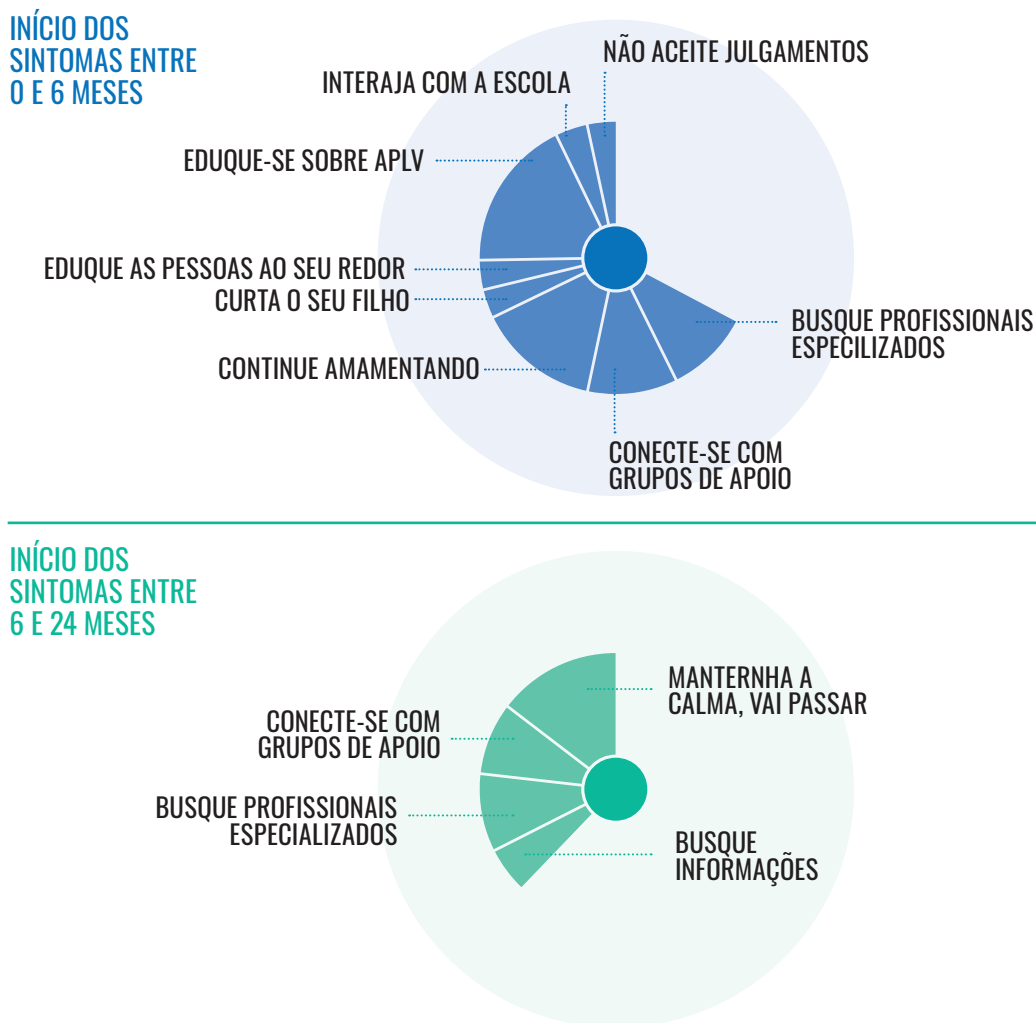 INÍCIO DOS
SINTOMAS ENTRE
0 E 6 MESES
NÃO ACEITE JULGAMENTOS
INTERAJA COM A ESCOLA
EDUQUE-SE SOBRE APLV
EDUQUE AS PESSOAS AO SEU REDOR
CURTA O SEU FILHO
CONTINUE AMAMENTANDO
BUSQUE PROFISSIONAIS
ESPECILIZADOS
CONECTE-SE COM
GRUPOS DE APOIO
INÍCIO DOS
SINTOMAS ENTRE
6 E 24 MESES
MANTERNHA A
CALMA, VAI PASSAR
CONECTE-SE COM
GRUPOS DE APOIO
BUSQUE PROFISSIONAIS
ESPECIALIZADOS
BUSQUE
INFORMAÇÕES